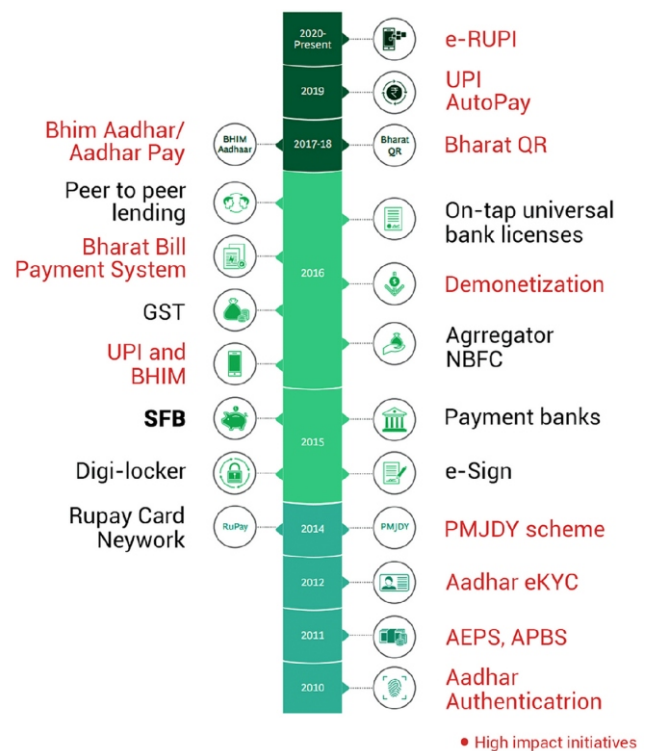 2020-
Present
e-RUPI
2019
UPI
AutoPay
Bhim Aadhar/
Aadhar Pay
BHIM
Aadhaar
2017-18
Bharat
QR
Bharat QR
Peer to peer
lending
On-tap universal
bank licenses
Bharat Bill
Payment System
2016
Demonetization
GST
Agrregator
NBFC
UPI and
BHIM
SFB
Payment banks
2015
Digi-locker
e-Sign
Rupay Card
Neywork
RuPay
2014
PMJDY
PMJDY scheme
2012
Aadhar eKYC
2011
AEPS, APBS
2010
Aadhar
Authenticatrion
• High impact initiatives